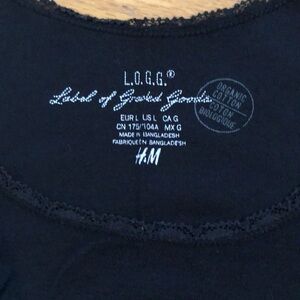 L.O.G.G.®
Label of Graded Goods
EUR L US L CA G
CN 175/104A MX G
MADE IN BANGLADESH
FABRIQUÉ EN BANGLADESH
H&M
ORGANIC
COTTON
COTON
BIOLOGIQUE